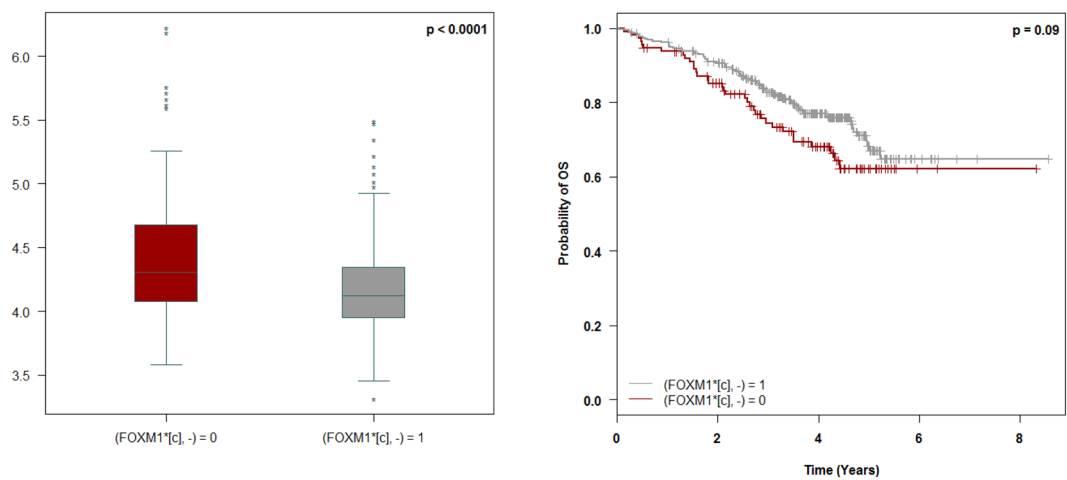 p < 0.0001
6.0
5.5
5.0
4.5
4.0
3.5
(FOXM1*[c], -) = 0
(FOXM1*[c], -) = 1
p = 0.09
1.0
0.8
0.6
0.4
0.2
0.0
Probability of OS
(FOXM1*[c], -) = 1
(FOXM1*[c], -) = 0
0 2 4 6 8
Time (Years)